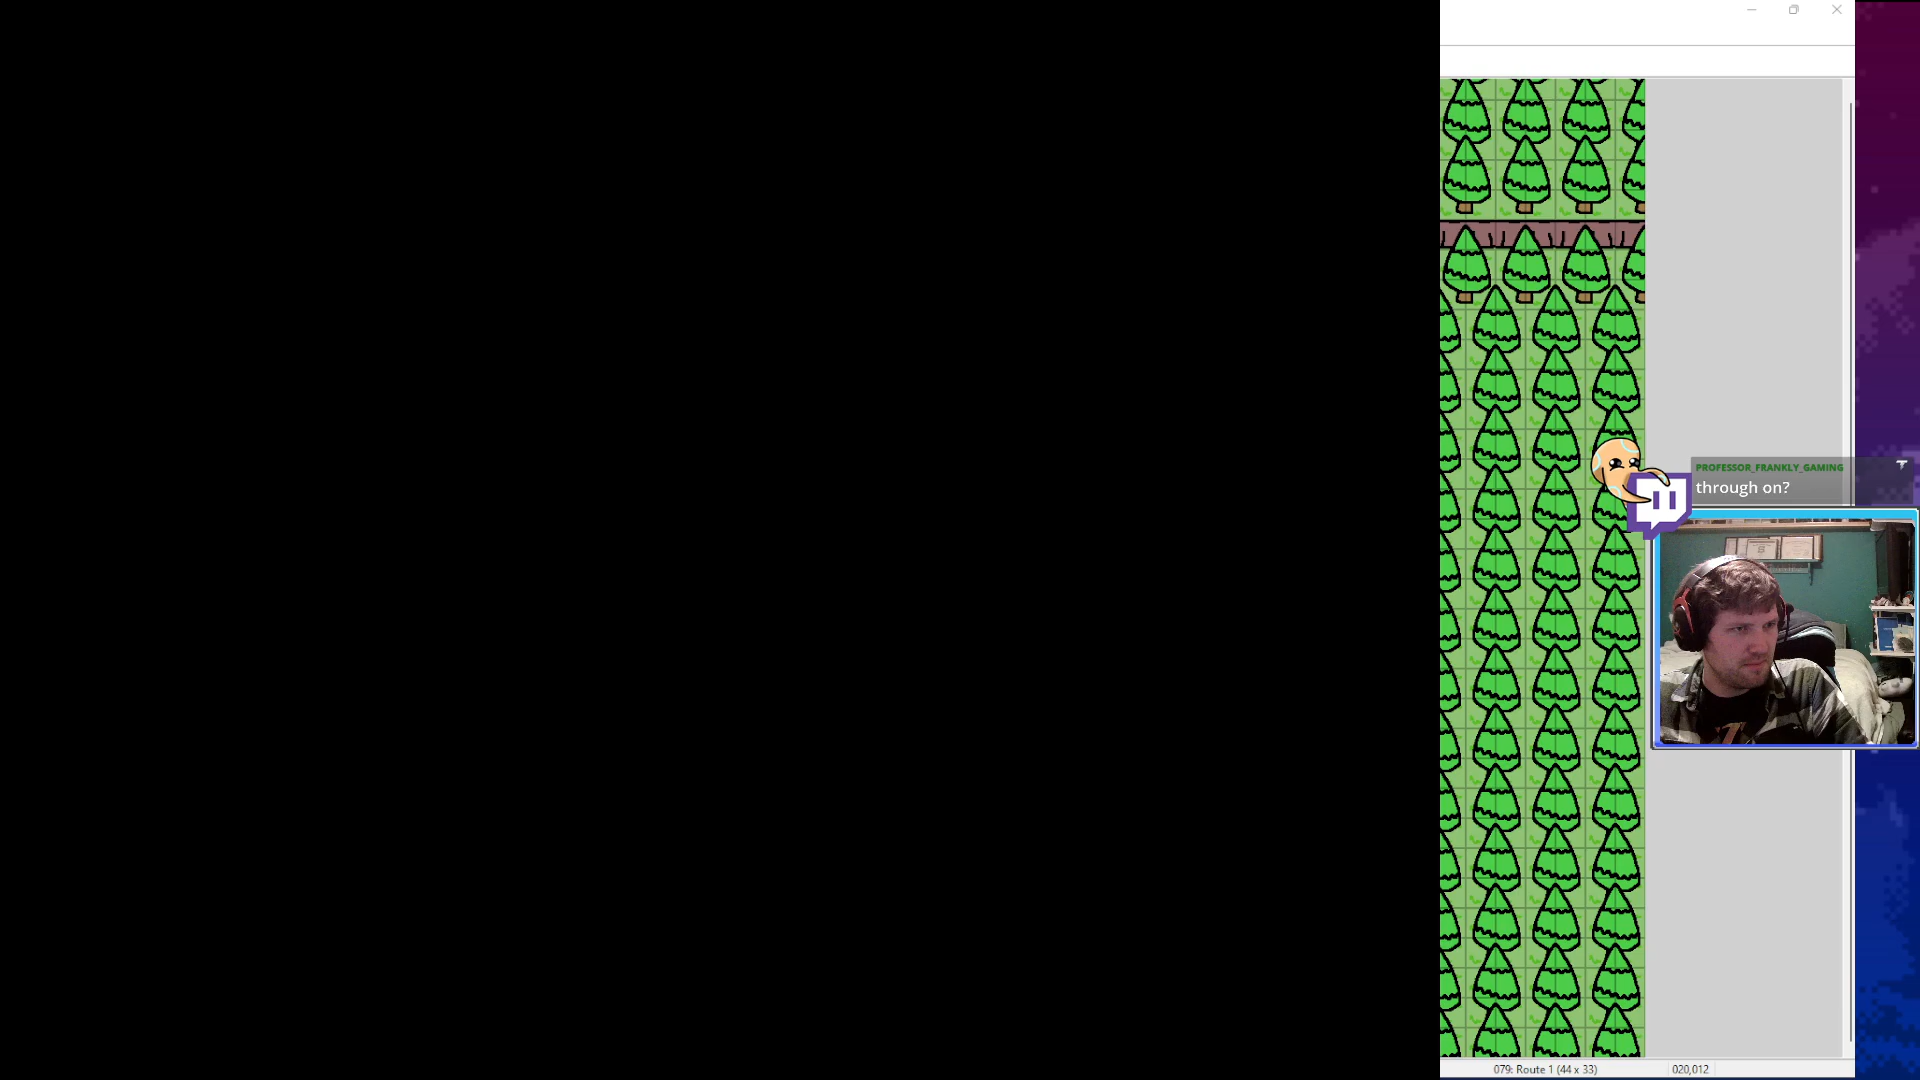 PROFESSOR_FRANKLY_GAMING
through on?
079: Route 1 (44 x 33)
020,012